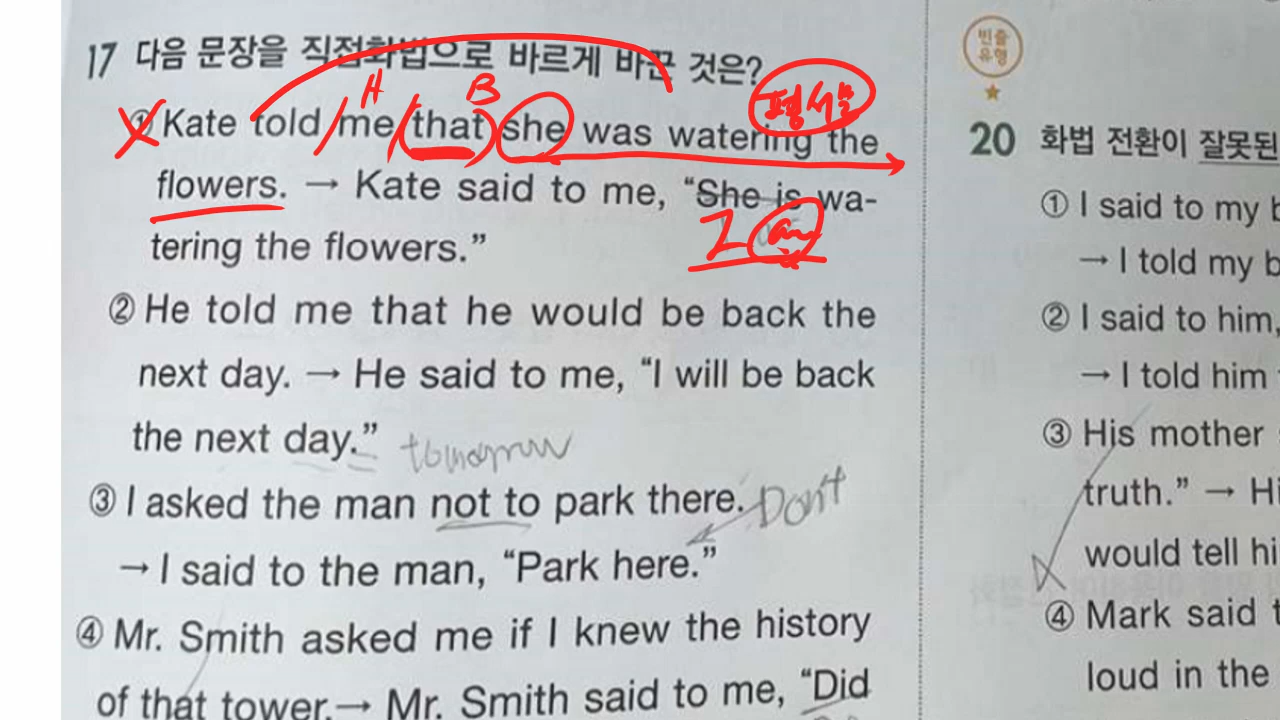 17 다음 문장을 직접화법으로 바르게 바꾼 것은?
A B 평서문
① Kate told me that she was watering the
flowers. → Kate said to me, “She is wa-
I am
tering the flowers.”
② He told me that he would be back the
next day. → He said to me, “I will be back
the next day.” tomorrow
③ I asked the man not to park there. Don't
→ I said to the man, “Park here.”
④ Mr. Smith asked me if I knew the history
of that tower. → Mr. Smith said to me, “Did
빈출
유형
20 화법 전환이 잘못된
① I said to my b
→ I told my b
② I said to him,
→ I told him
③ His mother
truth.” → Hi
would tell hi
④ Mark said t
loud in the